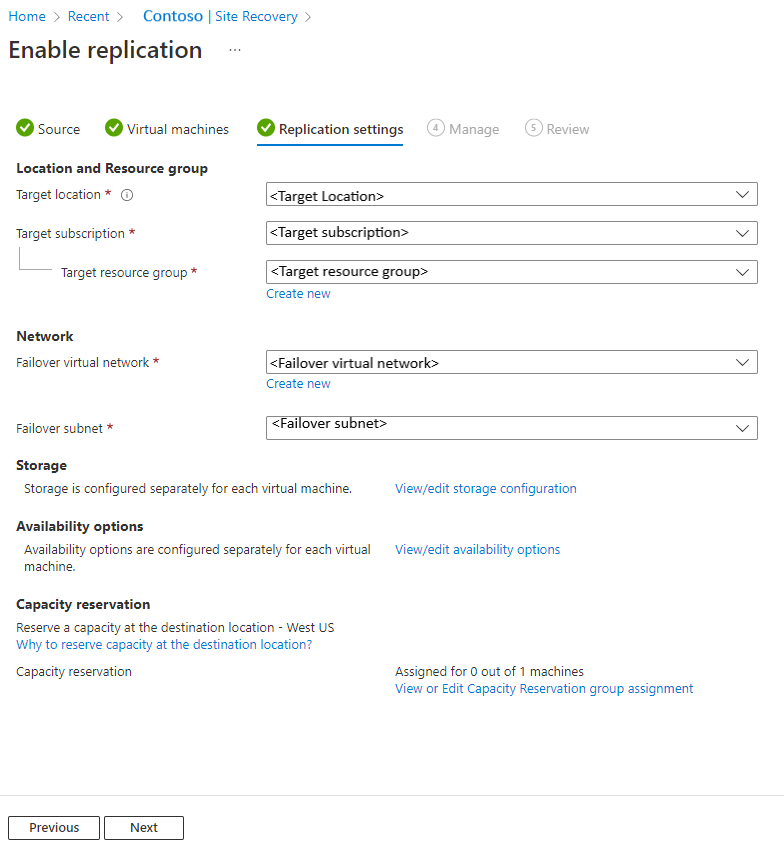 Home > Recent > Contoso | Site Recovery >
Enable replication ...
Source Virtual machines Replication settings 4 Manage 5 Review
Location and Resource group
Target location * <Target Location>
Target subscription * <Target subscription>
Target resource group * <Target resource group>
Create new
Network
Failover virtual network * <Failover virtual network>
Create new
Failover subnet * <Failover subnet>
Storage
Storage is configured separately for each virtual machine. View/edit storage configuration
Availability options
Availability options are configured separately for each virtual View/edit availability options
machine.
Capacity reservation
Reserve a capacity at the destination location - West US
Why to reserve capacity at the destination location?
Capacity reservation Assigned for 0 out of 1 machines
View or Edit Capacity Reservation group assignment
Previous Next